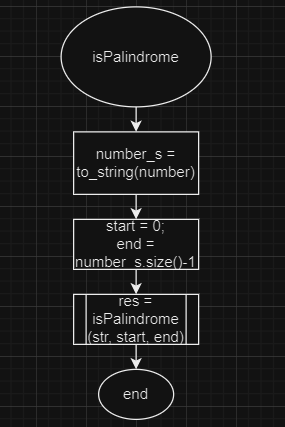 isPalindrome
number_s =
to_string(number)
start = 0;
end =
number_s.size()-1
res =
isPalindrome
(str, start, end)
end